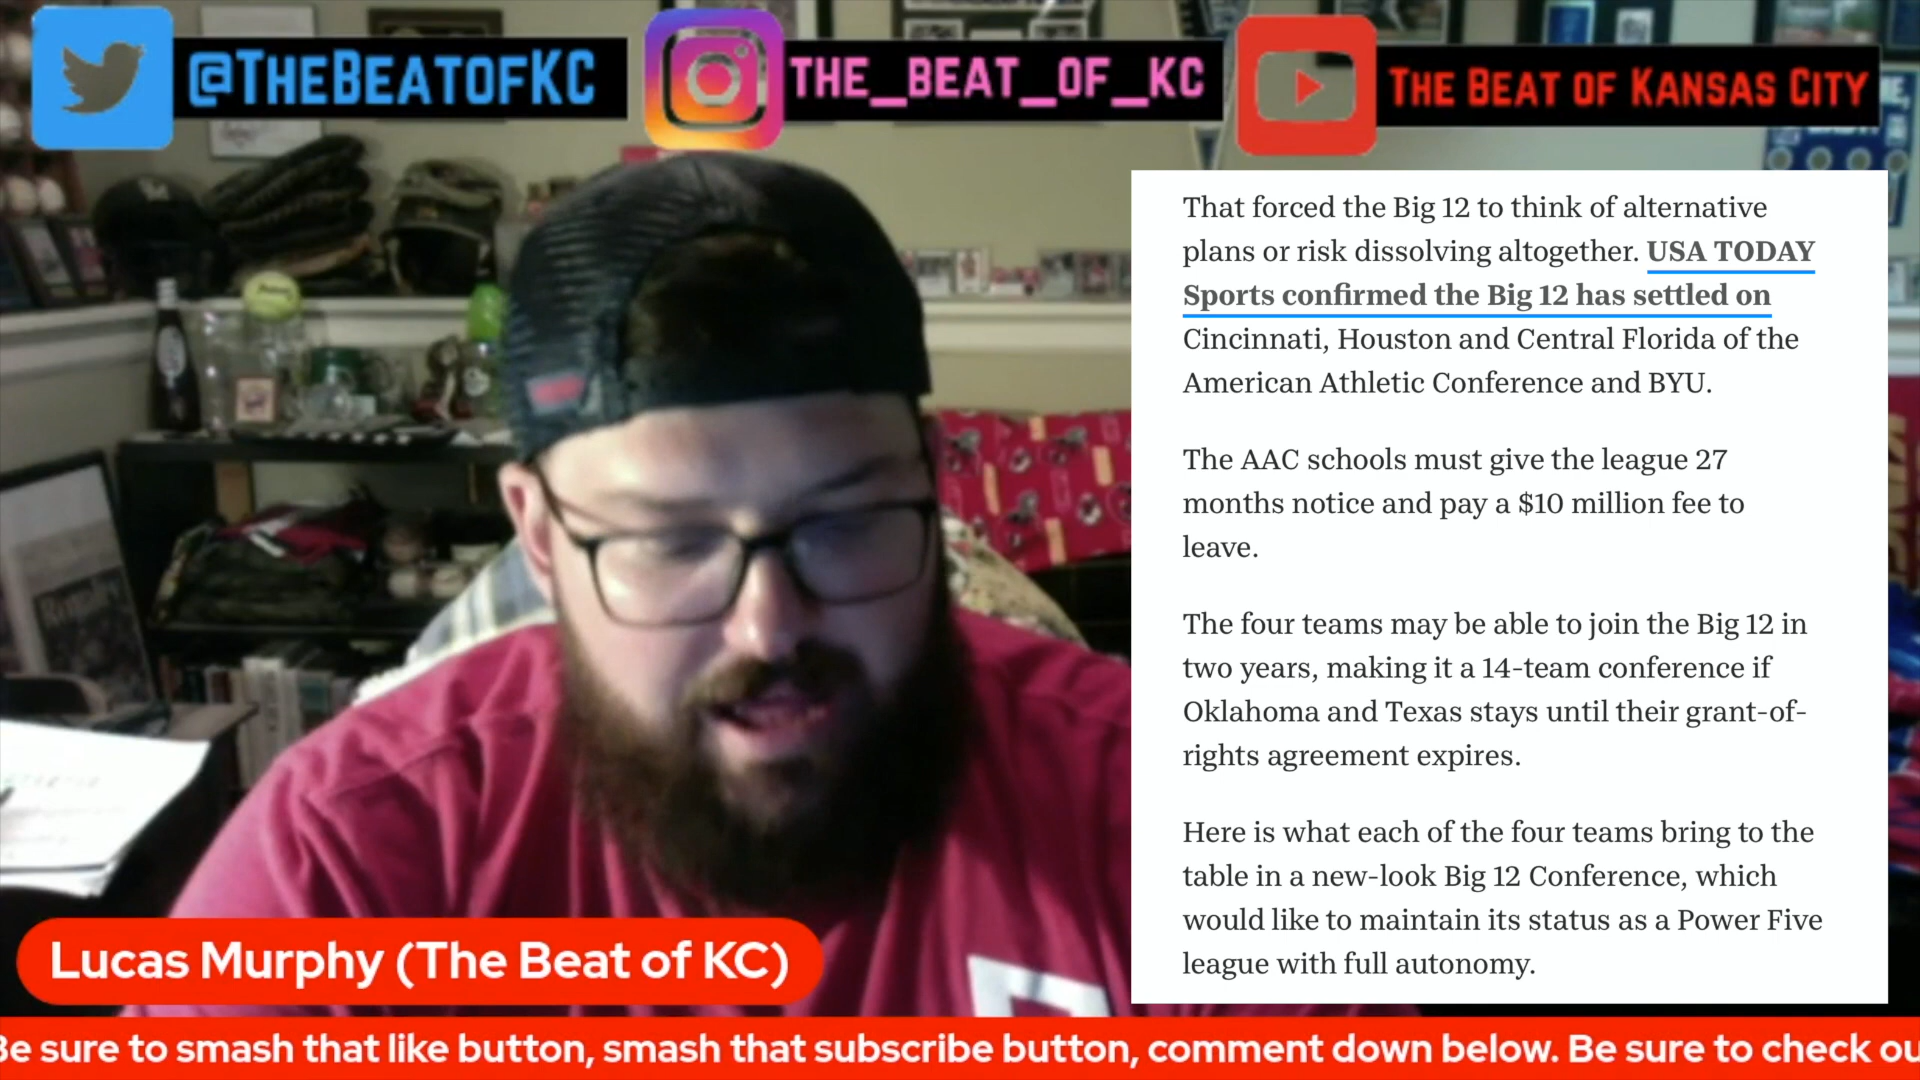 @TheBeatofKC
The_Beat_of_KC
The Beat of Kansas City
That forced the Big 12 to think of alternative
plans or risk dissolving altogether. USA TODAY
Sports confirmed the Big 12 has settled on
Cincinnati, Houston and Central Florida of the
American Athletic Conference and BYU.
The AAC schools must give the league 27
months notice and pay a $10 million fee to
leave.
The four teams may be able to join the Big 12 in
two years, making it a 14-team conference if
Oklahoma and Texas stays until their grant-of-
rights agreement expires.
Here is what each of the four teams bring to the
table in a new-look Big 12 Conference, which
would like to maintain its status as a Power Five
league with full autonomy.
Lucas Murphy (The Beat of KC)
Be sure to smash that like button, smash that subscribe button, comment down below. Be sure to check ou